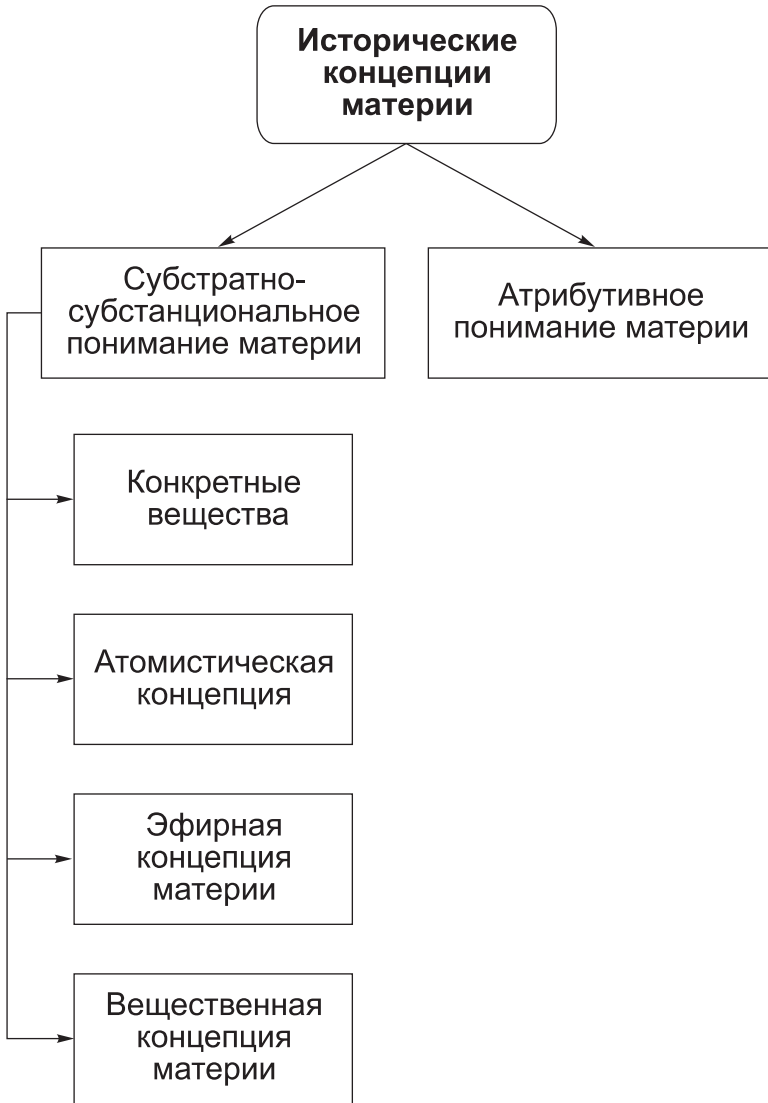 Исторические
концепции
материи
Субстратно-
субстанциональное
понимание материи
Атрибутивное
понимание материи
Конкретные
вещества
Атомистическая
концепция
Эфирная
концепция
материи
Вещественная
концепция
материи